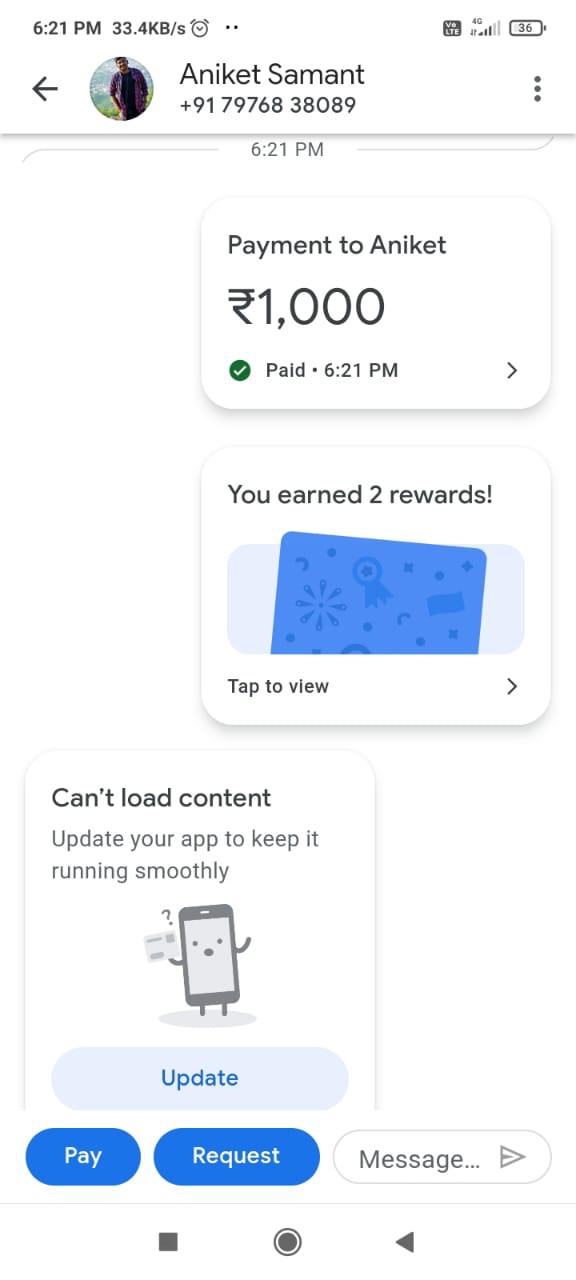 6:21 PM 33.4KB/s ··
Vo LTE 4G 36
Aniket Samant
+91 79768 38089
6:21 PM
Payment to Aniket
₹1,000
Paid • 6:21 PM
You earned 2 rewards!
Tap to view
Can't load content
Update your app to keep it
running smoothly
?
Update
Pay Request Message...